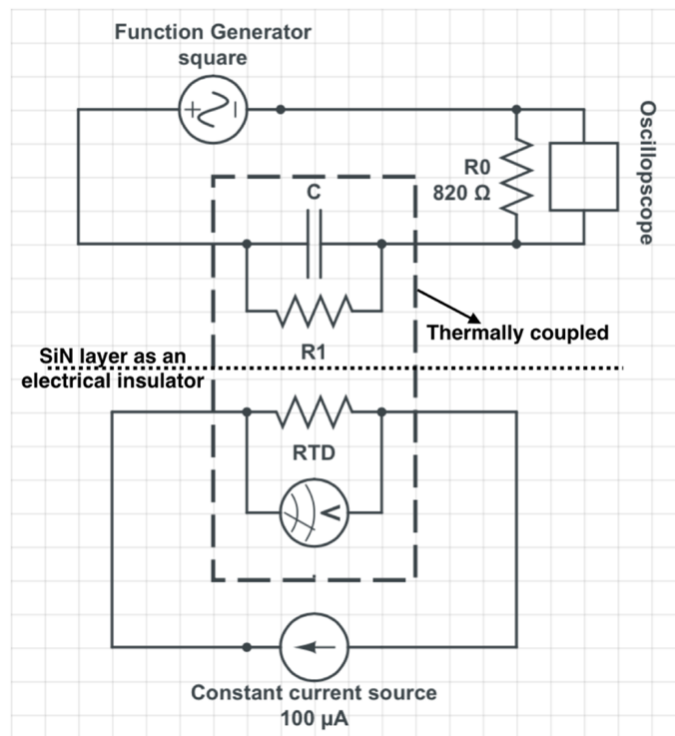 Function Generator
square
Oscillopscope
R0
820 Ω
C
Thermally coupled
R1
SiN layer as an
electrical insulator
RTD
V
Constant current source
100 µA